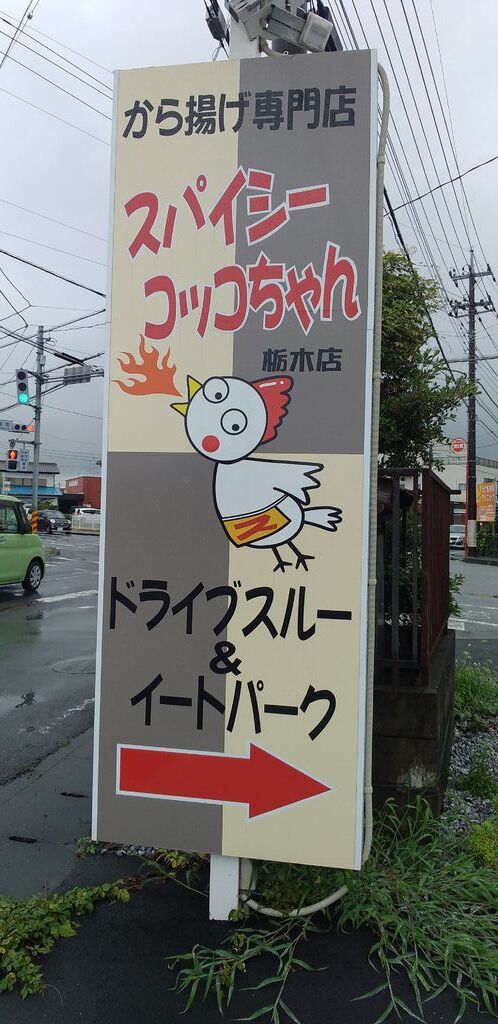 から揚げ専門店
スパイシー
コッコちゃん
栃木店
ドライブスルー
&
イートパーク